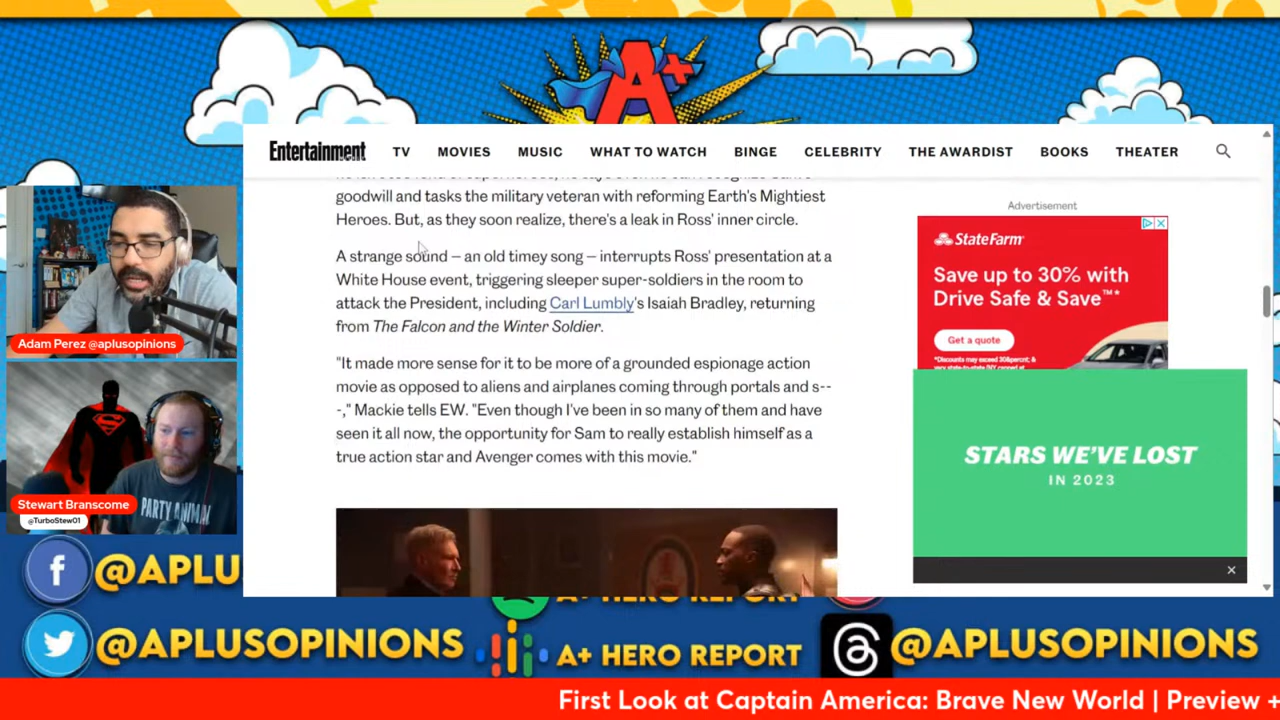 A+
Entertainment
TV
MOVIES
MUSIC
WHAT TO WATCH
BINGE
CELEBRITY
THE AWARDIST
BOOKS
THEATER
goodwill and tasks the military veteran with reforming Earth's Mightiest
Heroes. But, as they soon realize, there's a leak in Ross' inner circle.
A strange sound — an old timey song — interrupts Ross' presentation at a
White House event, triggering sleeper super-soldiers in the room to
attack the President, including Carl Lumbly's Isaiah Bradley, returning
from The Falcon and the Winter Soldier.
"It made more sense for it to be more of a grounded espionage action
movie as opposed to aliens and airplanes coming through portals and s--
-," Mackie tells EW. "Even though I've been in so many of them and have
seen it all now, the opportunity for Sam to really establish himself as a
true action star and Avenger comes with this movie."
Advertisement
StateFarm
Save up to 30% with
Drive Safe & Save™*
Get a quote
STARS WE'VE LOST
IN 2023
Adam Perez @aplusopinions
PARTY ANIMAL
Stewart Branscome
@TurboStew01
@APLU
A+ HERO REPORT
@APLUSOPINIONS
A+ HERO REPORT
@APLUSOPINIONS
First Look at Captain America: Brave New World | Preview +